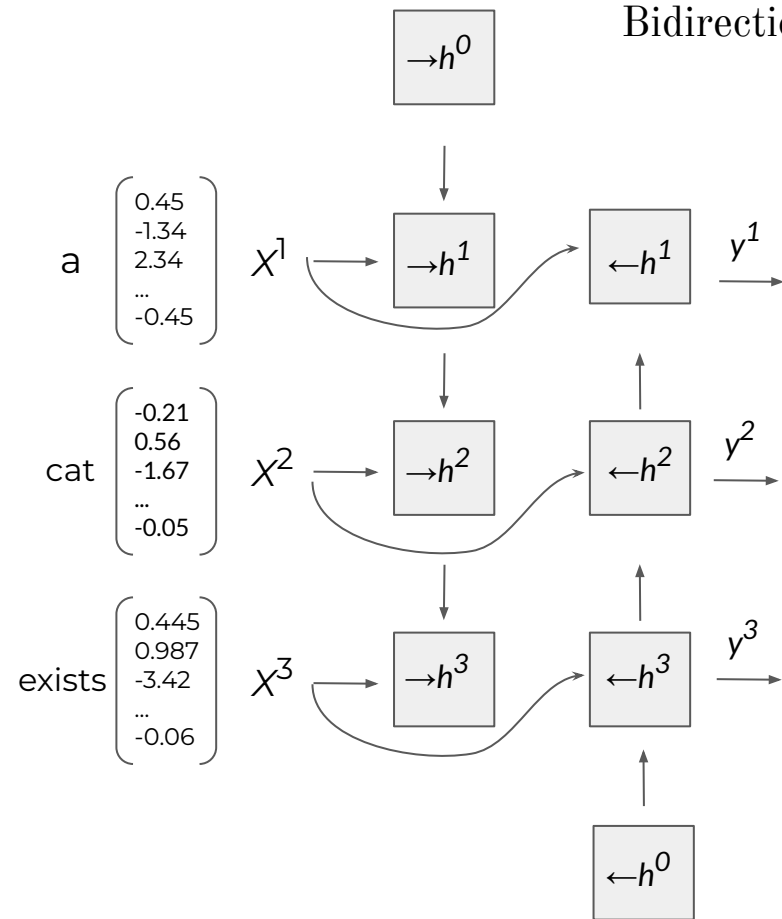 Bidirectio
→h⁰
a
0.45
-1.34
2.34
...
-0.45
X¹
→h¹
←h¹
y¹
cat
-0.21
0.56
-1.67
...
-0.05
X²
→h²
←h²
y²
exists
0.445
0.987
-3.42
...
-0.06
X³
→h³
←h³
y³
←h⁰